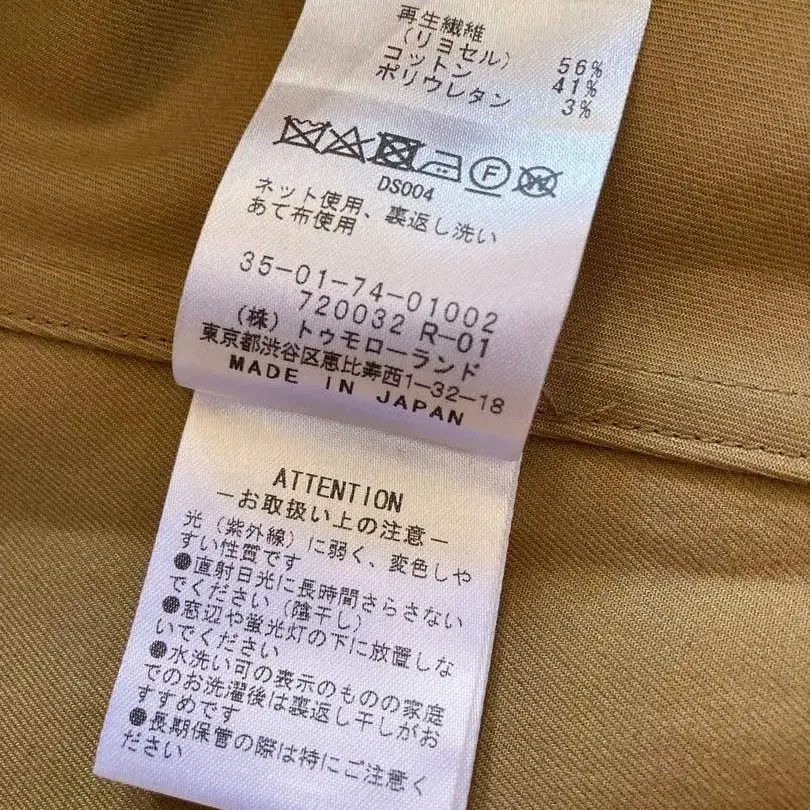 再生繊維
(リヨセル) 56%
コットン 41%
ポリウレタン 3%
F
W
DS004
ネット使用、裏返し洗い
あて布使用
35-01-74-01002
720032 R-01
(株)トゥモローランド
東京都渋谷区恵比寿西1-32-18
MADE IN JAPAN
ATTENTION
−お取扱い上の注意−
光(紫外線)に弱く、変色しや
すい性質です
●直射日光に長時間さらさない
でください(陰干し)
●窓辺や蛍光灯の下に放置しな
いでください
●水洗い可の表示のものの家庭
でのお洗濯後は裏返し干しがお
すすめです
●長期保管の際は特にご注意く
ださい